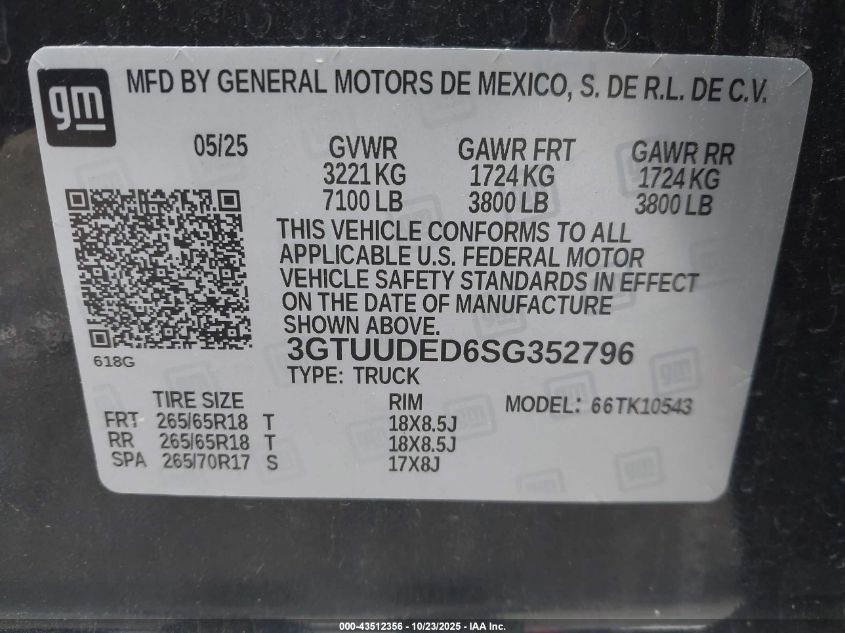 gm
MFD BY GENERAL MOTORS DE MEXICO, S. DE R.L. DE C.V.
05/25 GVWR GAWR FRT GAWR RR
3221 KG 1724 KG 1724 KG
7100 LB 3800 LB 3800 LB
THIS VEHICLE CONFORMS TO ALL
APPLICABLE U.S. FEDERAL MOTOR
VEHICLE SAFETY STANDARDS IN EFFECT
ON THE DATE OF MANUFACTURE
SHOWN ABOVE.
618G
3GTUUDED6SG352796
TYPE: TRUCK
TIRE SIZE RIM MODEL: 66TK10543
FRT 265/65R18 T 18X8.5J
RR 265/65R18 T 18X8.5J
SPA 265/70R17 S 17X8J
000-43512356 - 10/23/2025 - IAA Inc.